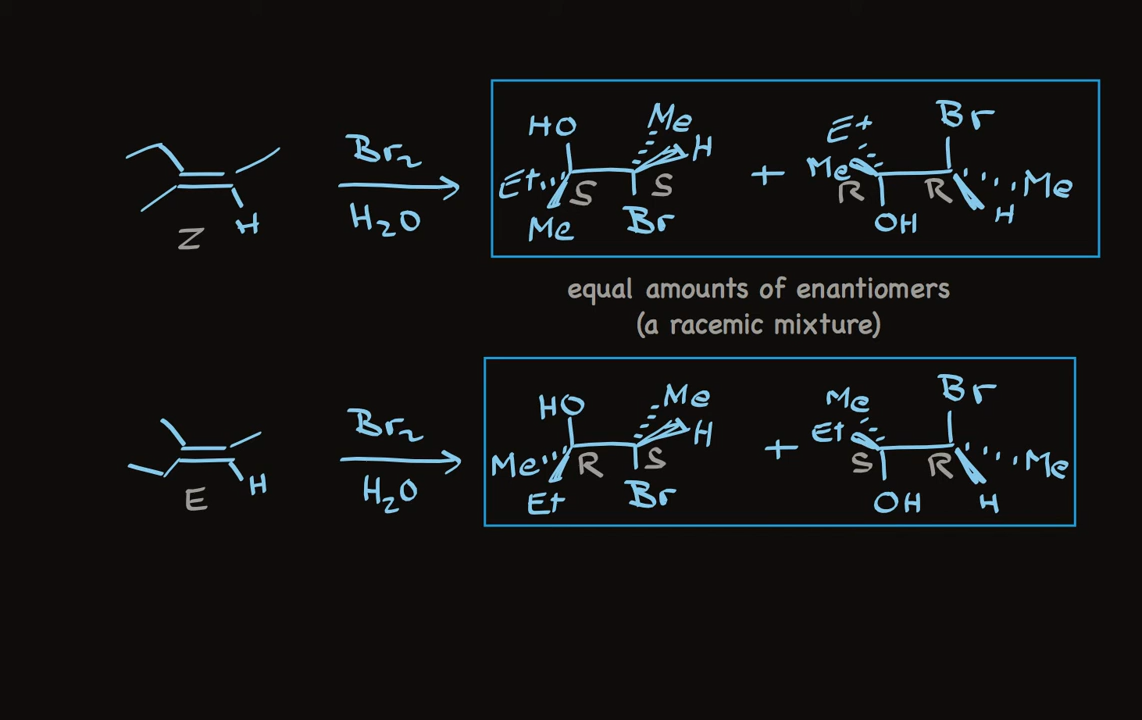 Br2
H2O
Z
H
HO
Me
H
Et
S
S
Me
Br
+
Et
Me
R
R
OH
Br
Me
H
equal amounts of enantiomers
(a racemic mixture)
Br2
H2O
E
H
HO
Me
H
Me
R
S
Et
Br
+
Me
Et
S
R
OH
Br
Me
H